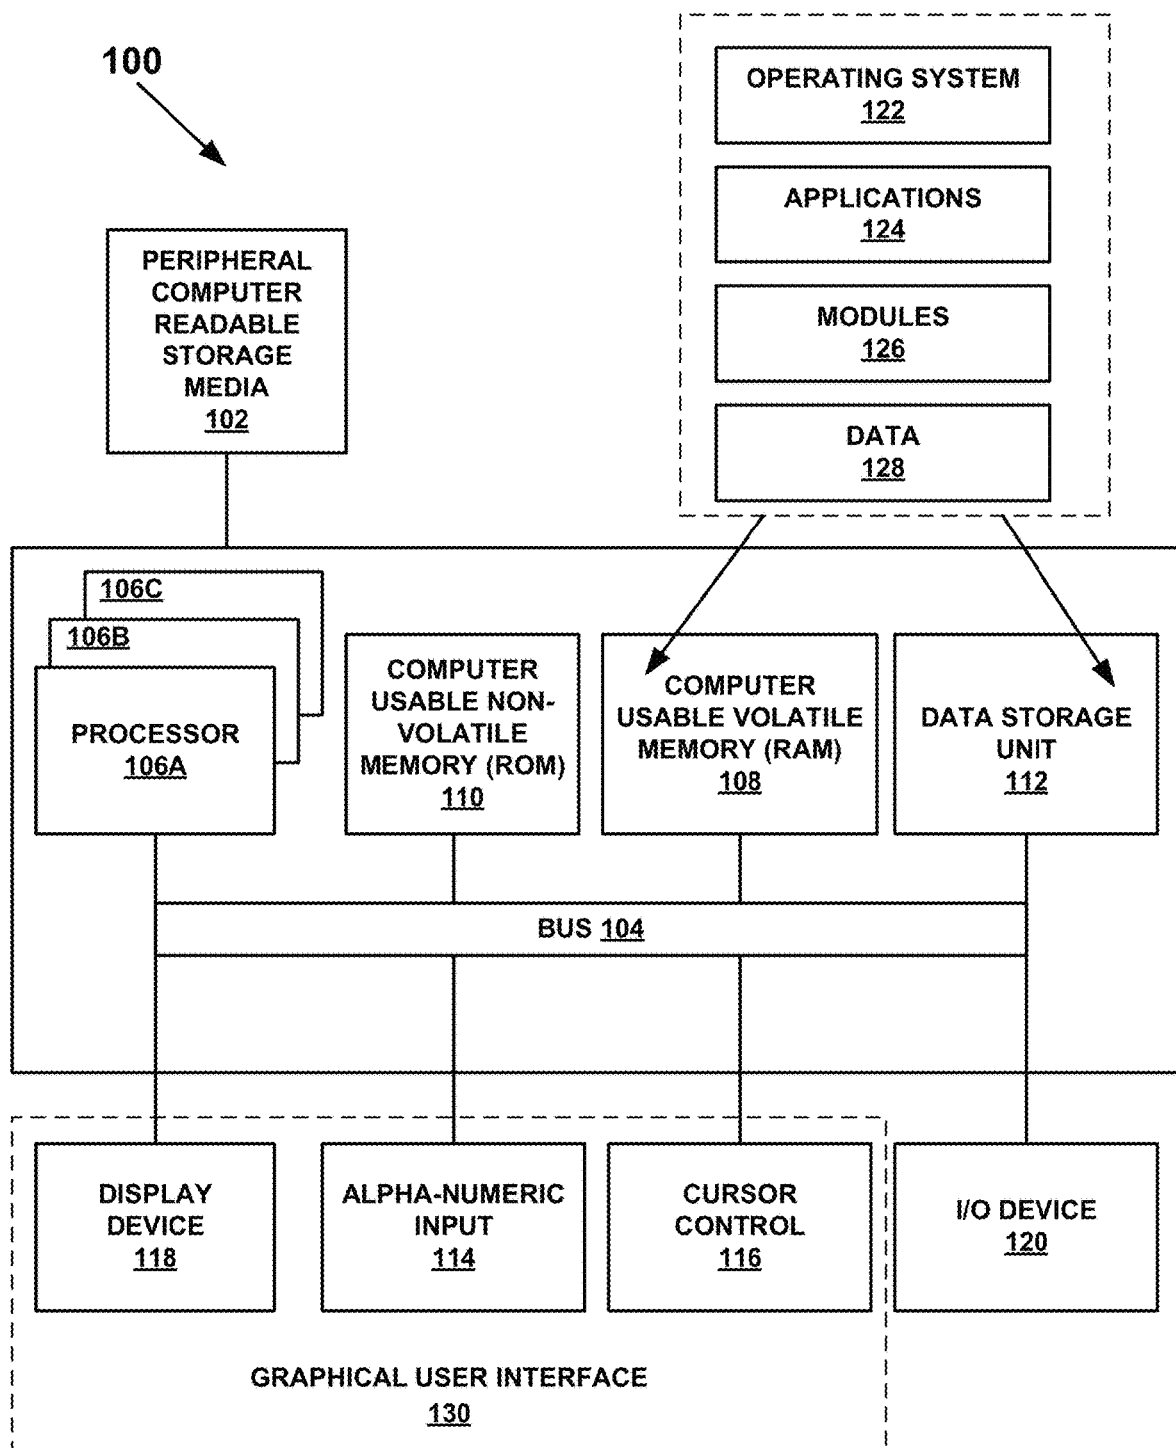 100
OPERATING SYSTEM
122
APPLICATIONS
124
MODULES
126
DATA
128
PERIPHERAL
COMPUTER
READABLE
STORAGE
MEDIA
102
106C
106B
PROCESSOR
106A
COMPUTER
USABLE NON-
VOLATILE
MEMORY (ROM)
110
COMPUTER
USABLE VOLATILE
MEMORY (RAM)
108
DATA STORAGE
UNIT
112
BUS 104
DISPLAY
DEVICE
118
ALPHA-NUMERIC
INPUT
114
CURSOR
CONTROL
116
I/O DEVICE
120
GRAPHICAL USER INTERFACE
130